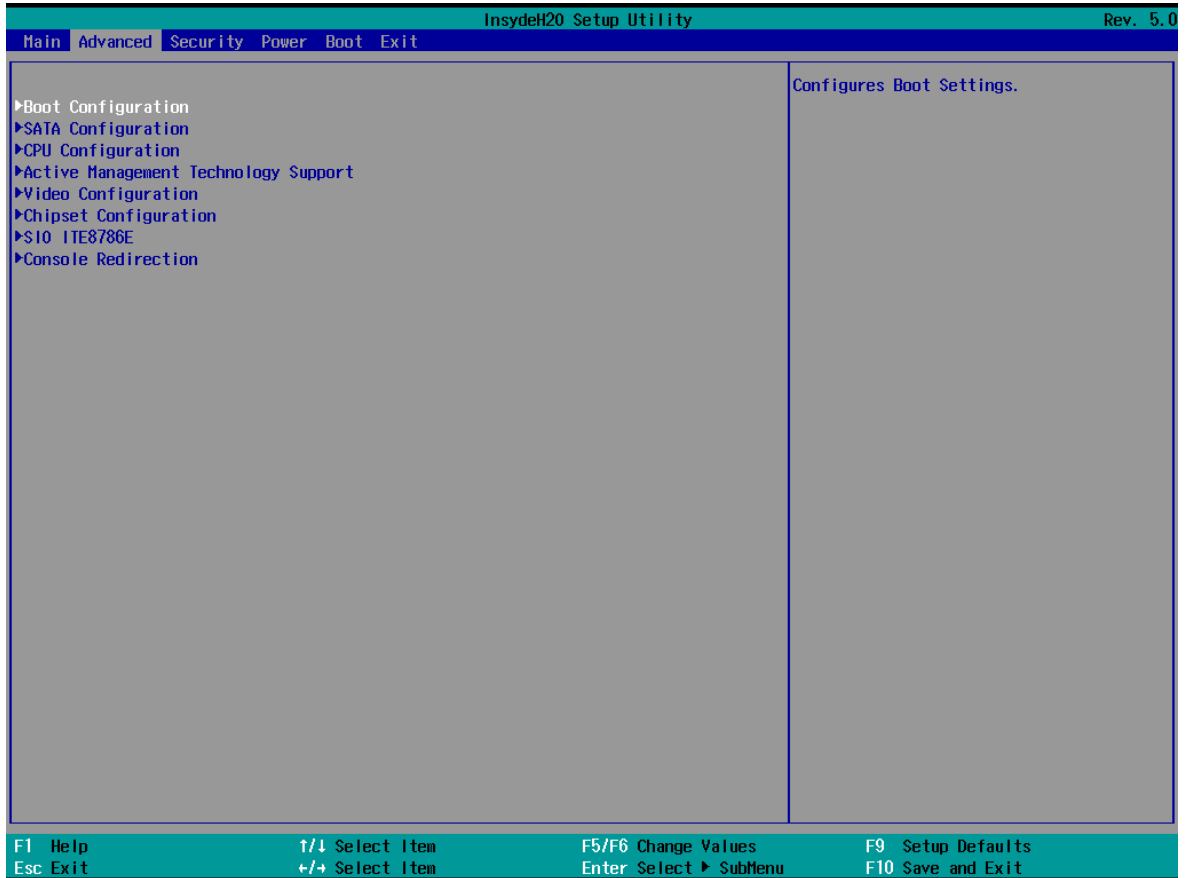 InsydeH20 Setup Utility Rev. 5.0
Main Advanced Security Power Boot Exit
Configures Boot Settings.
▶Boot Configuration
▶SATA Configuration
▶CPU Configuration
▶Active Management Technology Support
▶Video Configuration
▶Chipset Configuration
▶SIO ITE8786E
▶Console Redirection
F1 Help ↑/↓ Select Item F5/F6 Change Values F9 Setup Defaults
Esc Exit ←/→ Select Item Enter Select ▶ SubMenu F10 Save and Exit